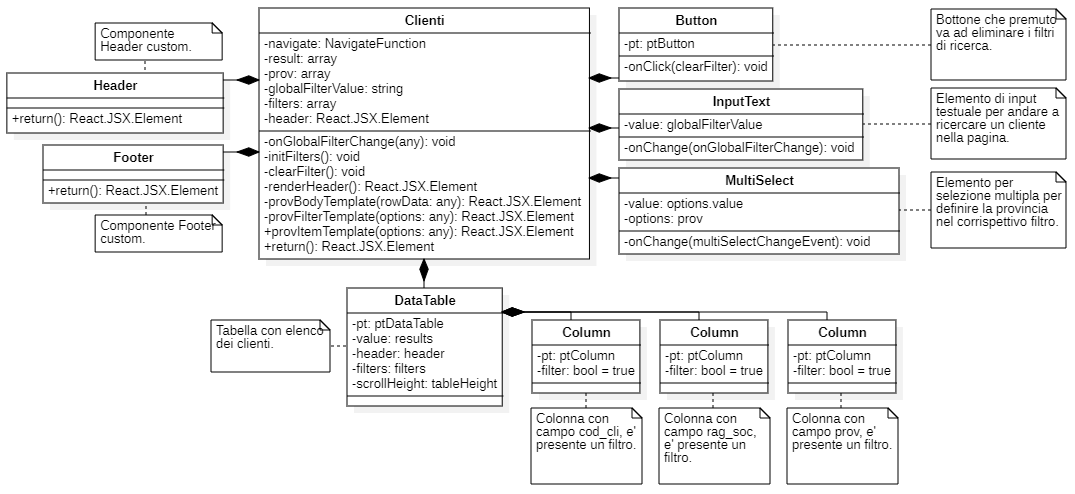 Componente
Header custom.
Header
+return(): React.JSX.Element
Footer
+return(): React.JSX.Element
Componente Footer
custom.
Clienti
-navigate: NavigateFunction
-result: array
-prov: array
-globalFilterValue: string
-filters: array
-header: React.JSX.Element
-onGlobalFilterChange(any): void
-initFilters(): void
-clearFilter(): void
-renderHeader(): React.JSX.Element
-provBodyTemplate(rowData: any): React.JSX.Element
-provFilterTemplate(options: any): React.JSX.Element
+provItemTemplate(options: any): React.JSX.Element
+return(): React.JSX.Element
Button
-pt: ptButton
-onClick(clearFilter): void
Bottone che premuto
va ad eliminare i filtri
di ricerca.
InputText
-value: globalFilterValue
-onChange(onGlobalFilterChange): void
Elemento di input
testuale per andare a
ricercare un cliente
nella pagina.
MultiSelect
-value: options.value
-options: prov
-onChange(multiSelectChangeEvent): void
Elemento per
selezione multipla per
definire la provincia
nel corrispettivo filtro.
Tabella con elenco
dei clienti.
DataTable
-pt: ptDataTable
-value: results
-header: header
-filters: filters
-scrollHeight: tableHeight
Column
-pt: ptColumn
-filter: bool = true
Column
-pt: ptColumn
-filter: bool = true
Column
-pt: ptColumn
-filter: bool = true
Colonna con
campo cod_cli, e'
presente un filtro.
Colonna con
campo rag_soc,
e' presente un
filtro.
Colonna con
campo prov, e'
presente un filtro.